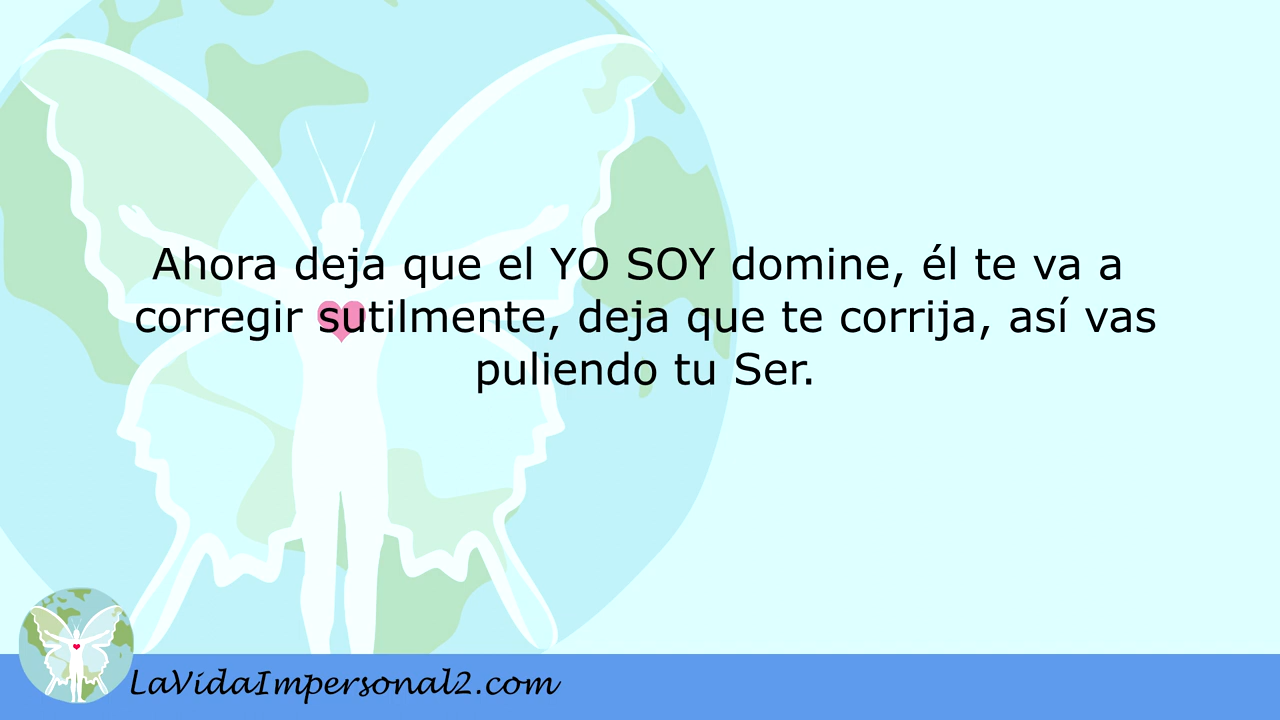 Ahora deja que el YO SOY domine, él te va a
corregir sutilmente, deja que te corrija, así vas
puliendo tu Ser.
LaVidaImpersonal2.com